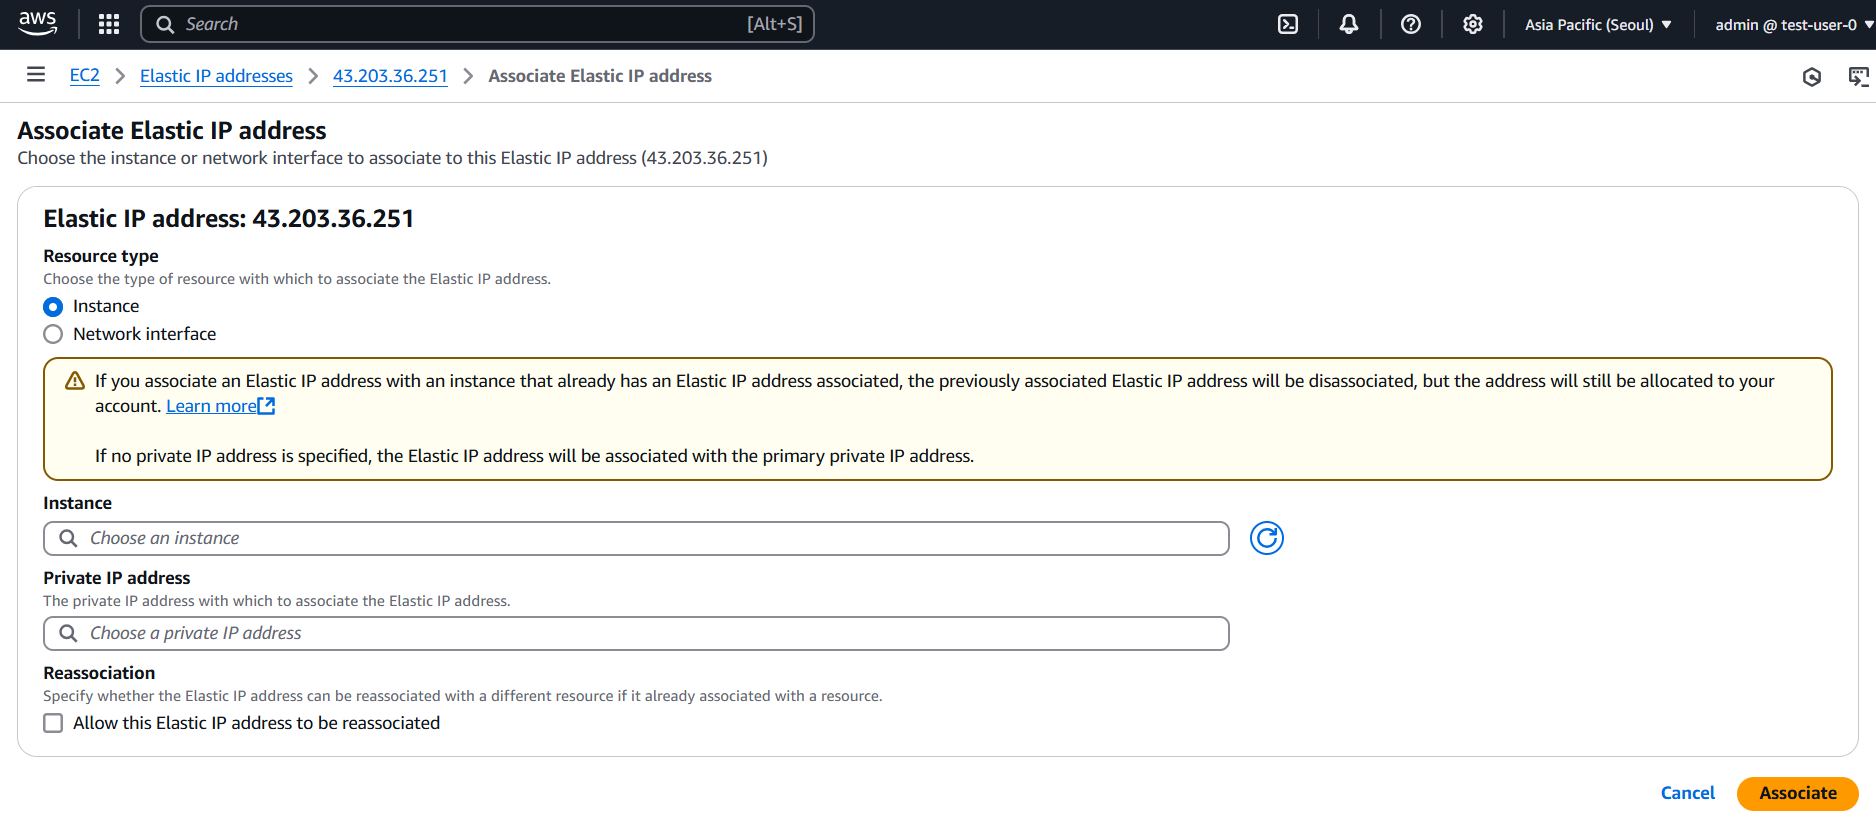 aws
Search [Alt+S]
Asia Pacific (Seoul)
admin @ test-user-0
EC2
Elastic IP addresses
43.203.36.251
Associate Elastic IP address
Associate Elastic IP address
Choose the instance or network interface to associate to this Elastic IP address (43.203.36.251)
Elastic IP address: 43.203.36.251
Resource type
Choose the type of resource with which to associate the Elastic IP address.
Instance
Network interface
If you associate an Elastic IP address with an instance that already has an Elastic IP address associated, the previously associated Elastic IP address will be disassociated, but the address will still be allocated to your
account. Learn more
If no private IP address is specified, the Elastic IP address will be associated with the primary private IP address.
Instance
Choose an instance
Private IP address
The private IP address with which to associate the Elastic IP address.
Choose a private IP address
Reassociation
Specify whether the Elastic IP address can be reassociated with a different resource if it already associated with a resource.
Allow this Elastic IP address to be reassociated
Cancel
Associate